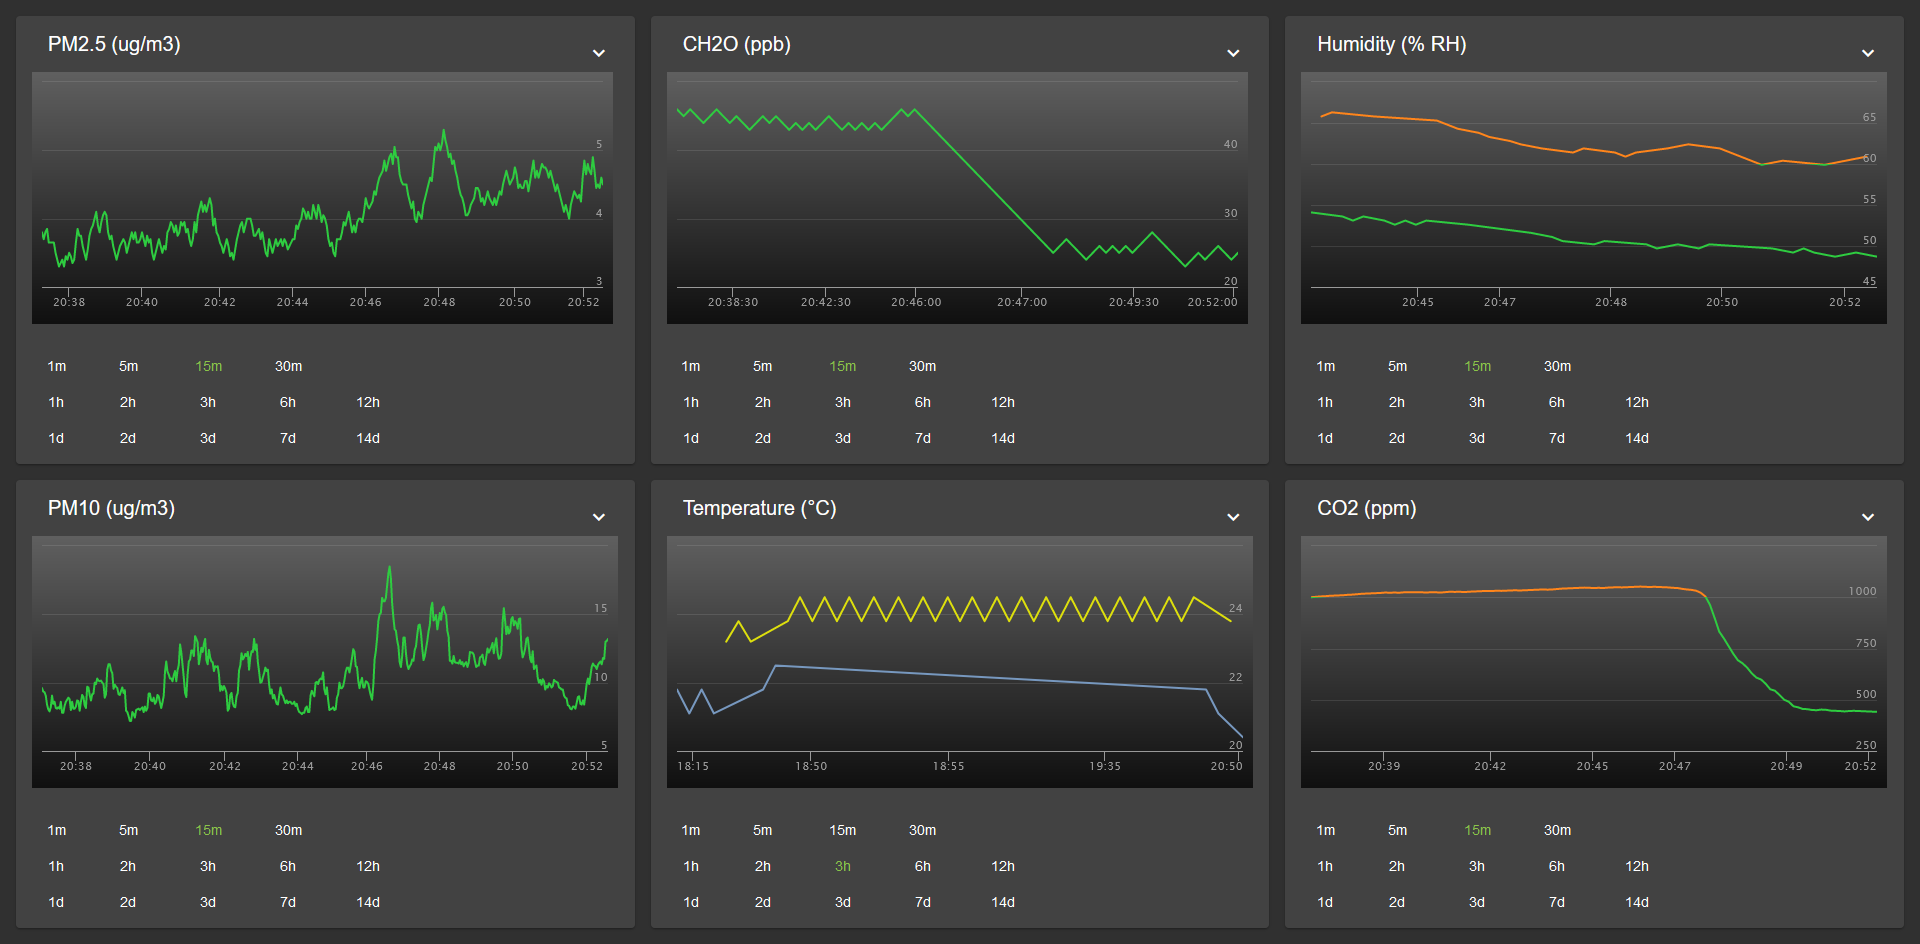 PM2.5 (ug/m3)
5
4
3
20:38 20:40 20:42 20:44 20:46 20:48 20:50 20:52
1m 5m 15m 30m
1h 2h 3h 6h 12h
1d 2d 3d 7d 14d
CH2O (ppb)
40
30
20
20:38:30 20:42:30 20:46:00 20:47:00 20:49:30 20:52:00
1m 5m 15m 30m
1h 2h 3h 6h 12h
1d 2d 3d 7d 14d
Humidity (% RH)
65
60
55
50
45
20:45 20:47 20:48 20:50 20:52
1m 5m 15m 30m
1h 2h 3h 6h 12h
1d 2d 3d 7d 14d
PM10 (ug/m3)
15
10
5
20:38 20:40 20:42 20:44 20:46 20:48 20:50 20:52
1m 5m 15m 30m
1h 2h 3h 6h 12h
1d 2d 3d 7d 14d
Temperature (°C)
24
22
20
18:15 18:50 18:55 19:35 20:50
1m 5m 15m 30m
1h 2h 3h 6h 12h
1d 2d 3d 7d 14d
CO2 (ppm)
1000
750
500
250
20:39 20:42 20:45 20:47 20:49 20:52
1m 5m 15m 30m
1h 2h 3h 6h 12h
1d 2d 3d 7d 14d